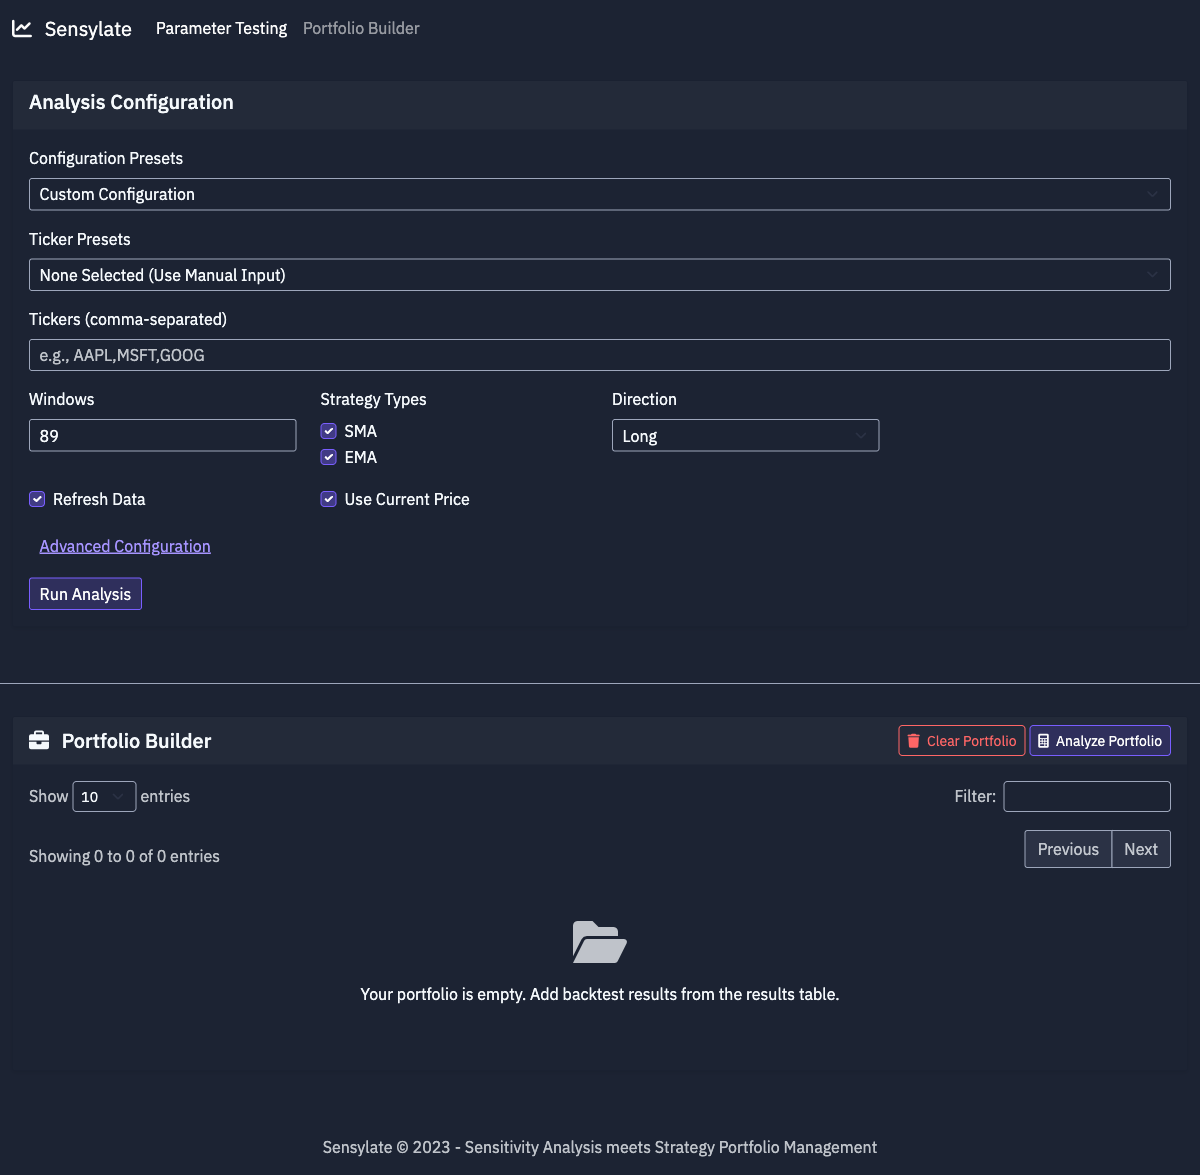 Sensylate Parameter Testing Portfolio Builder
Analysis Configuration
Configuration Presets
Custom Configuration
Ticker Presets
None Selected (Use Manual Input)
Tickers (comma-separated)
e.g., AAPL,MSFT,GOOG
Windows Strategy Types Direction
89 SMA Long
EMA
Refresh Data Use Current Price
Advanced Configuration
Run Analysis
Portfolio Builder Clear Portfolio Analyze Portfolio
Show 10 entries Filter:
Showing 0 to 0 of 0 entries Previous Next
Your portfolio is empty. Add backtest results from the results table.
Sensylate © 2023 - Sensitivity Analysis meets Strategy Portfolio Management